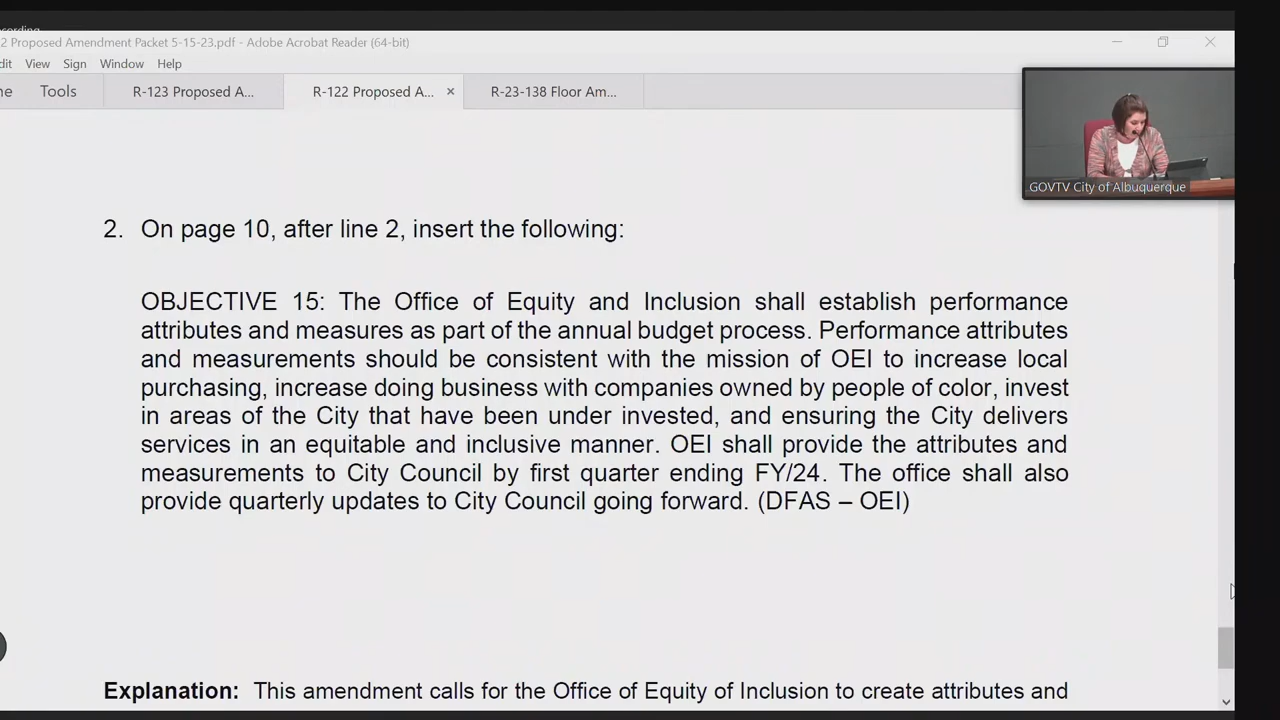 2 Proposed Amendment Packet 5-15-23.pdf - Adobe Acrobat Reader (64-bit)
View Sign Window Help
Tools R-123 Proposed A... R-122 Proposed A... × R-23-138 Floor Am...
GOVTV City of Albuquerque
2. On page 10, after line 2, insert the following:
OBJECTIVE 15: The Office of Equity and Inclusion shall establish performance
attributes and measures as part of the annual budget process. Performance attributes
and measurements should be consistent with the mission of OEI to increase local
purchasing, increase doing business with companies owned by people of color, invest
in areas of the City that have been under invested, and ensuring the City delivers
services in an equitable and inclusive manner. OEI shall provide the attributes and
measurements to City Council by first quarter ending FY/24. The office shall also
provide quarterly updates to City Council going forward. (DFAS – OEI)
Explanation: This amendment calls for the Office of Equity of Inclusion to create attributes and